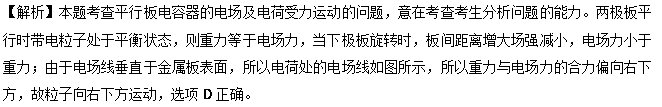 【解析】本题考查平行板电容器的电场及电荷受力运动的问题，意在考查考生分析问题的能力。两极板平
行时带电粒子处于平衡状态，则重力等于电场力，当下极板旋转时，板间距离增大场强减小，电场力小于
重力；由于电场线垂直于金属板表面，所以电荷处的电场线如图所示，所以重力与电场力的合力偏向右下
方，故粒子向右下方运动，选项 D 正确。